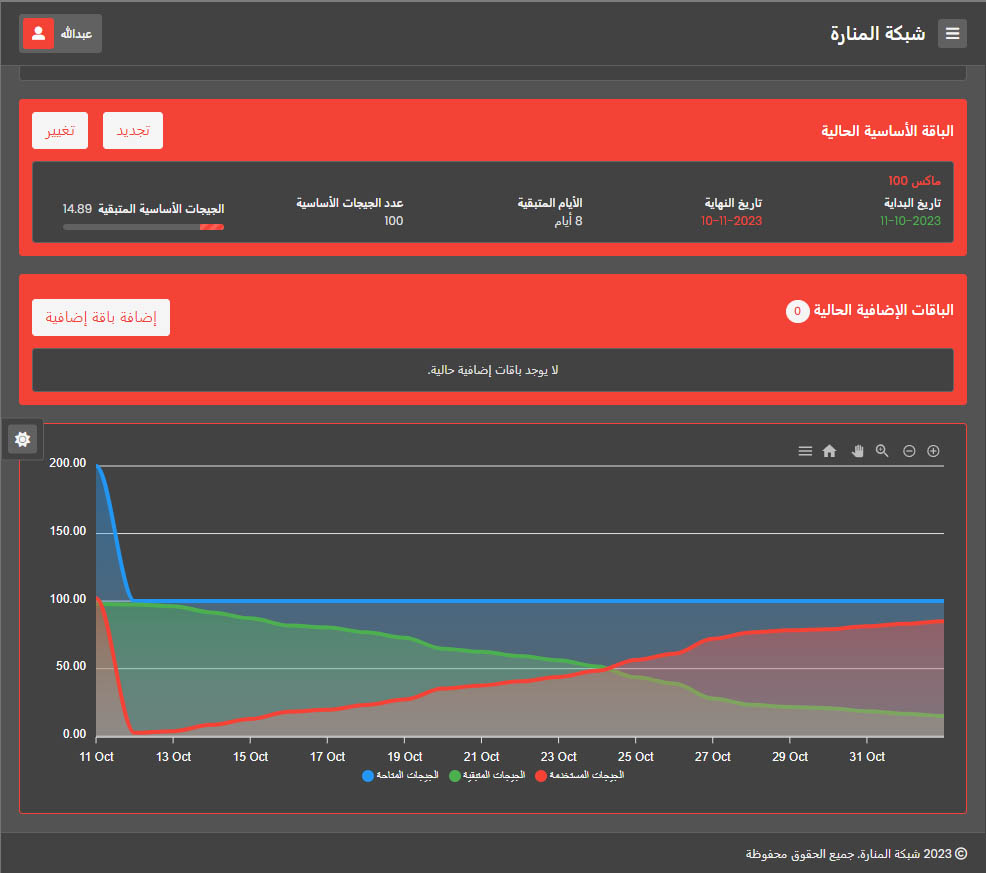 شبكة المنارة
عبدالله
الباقة الأساسية الحالية
تجديد
تغيير
ماكس 100
تاريخ البداية
11-10-2023
تاريخ النهاية
10-11-2023
الأيام المتبقية
8 أيام
عدد الجيجات الأساسية
100
الجيجات الأساسية المتبقية 14.89
الباقات الإضافية الحالية 0
إضافة باقة إضافية
لا يوجد باقات إضافية حالية.
200.00
150.00
100.00
50.00
0.00
11 Oct 13 Oct 15 Oct 17 Oct 19 Oct 21 Oct 23 Oct 25 Oct 27 Oct 29 Oct 31 Oct
الجيجات المستخدمة الجيجات المتبقية الجيجات المتاحة
© 2023 شبكة المنارة. جميع الحقوق محفوظة